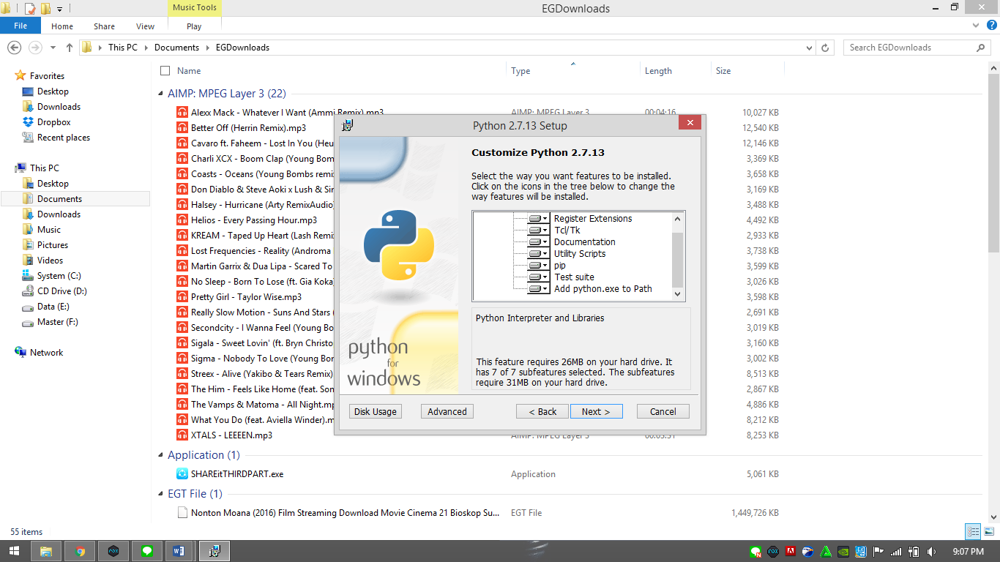 Music Tools
EGDownloads
File Home Share View Play
This PC Documents EGDownloads
Search EGDownloads
Favorites
Desktop
Downloads
Dropbox
Recent places
This PC
Desktop
Documents
Downloads
Music
Pictures
Videos
System (C:)
CD Drive (D:)
Data (E:)
Master (F:)
Network
Name Type Length Size
AIMP: MPEG Layer 3 (22)
Alexx Mack - Whatever I Want (Ammi Remix).mp3 AIMP: MPEG Layer 3 00:04:16 10,027 KB
Better Off (Herrin Remix).mp3 12,540 KB
Cavaro ft. Faheem - Lost In You (Heu 12,146 KB
Charli XCX - Boom Clap (Young Bom 3,369 KB
Coasts - Oceans (Young Bombs remi 3,658 KB
Don Diablo & Steve Aoki x Lush & Sin 3,169 KB
Halsey - Hurricane (Arty RemixAudio) 3,488 KB
Helios - Every Passing Hour.mp3 4,492 KB
KREAM - Taped Up Heart (Lash Remi 2,933 KB
Lost Frequencies - Reality (Androma 3,738 KB
Martin Garrix & Dua Lipa - Scared To 3,599 KB
No Sleep - Born To Lose (ft. Gia Koka) 3,026 KB
Pretty Girl - Taylor Wise.mp3 3,598 KB
Really Slow Motion - Suns And Stars ( 2,691 KB
Secondcity - I Wanna Feel (Young Bo 3,019 KB
Sigala - Sweet Lovin' (ft. Bryn Christo 3,160 KB
Sigma - Nobody To Love (Young Bor 3,002 KB
Streex - Alive (Yakibo & Tears Remix) 8,513 KB
The Him - Feels Like Home (feat. Son 2,867 KB
The Vamps & Matoma - All Night.mp 4,886 KB
What You Do (feat. Aviella Winder).m 8,212 KB
XTALS - LEEEEN.mp3 AIMP: MPEG Layer 3 00:03:31 8,253 KB
Application (1)
SHAREitTHIRDPART.exe Application 5,061 KB
EGT File (1)
Nonton Moana (2016) Film Streaming Download Movie Cinema 21 Bioskop Su... EGT File 1,449,726 KB
55 items
Python 2.7.13 Setup
Customize Python 2.7.13
Select the way you want features to be installed.
Click on the icons in the tree below to change the
way features will be installed.
Register Extensions
Tcl/Tk
Documentation
Utility Scripts
pip
Test suite
Add python.exe to Path
Python Interpreter and Libraries
This feature requires 26MB on your hard drive. It
has 7 of 7 subfeatures selected. The subfeatures
require 31MB on your hard drive.
python
for
windows
Disk Usage Advanced < Back Next > Cancel
9:07 PM